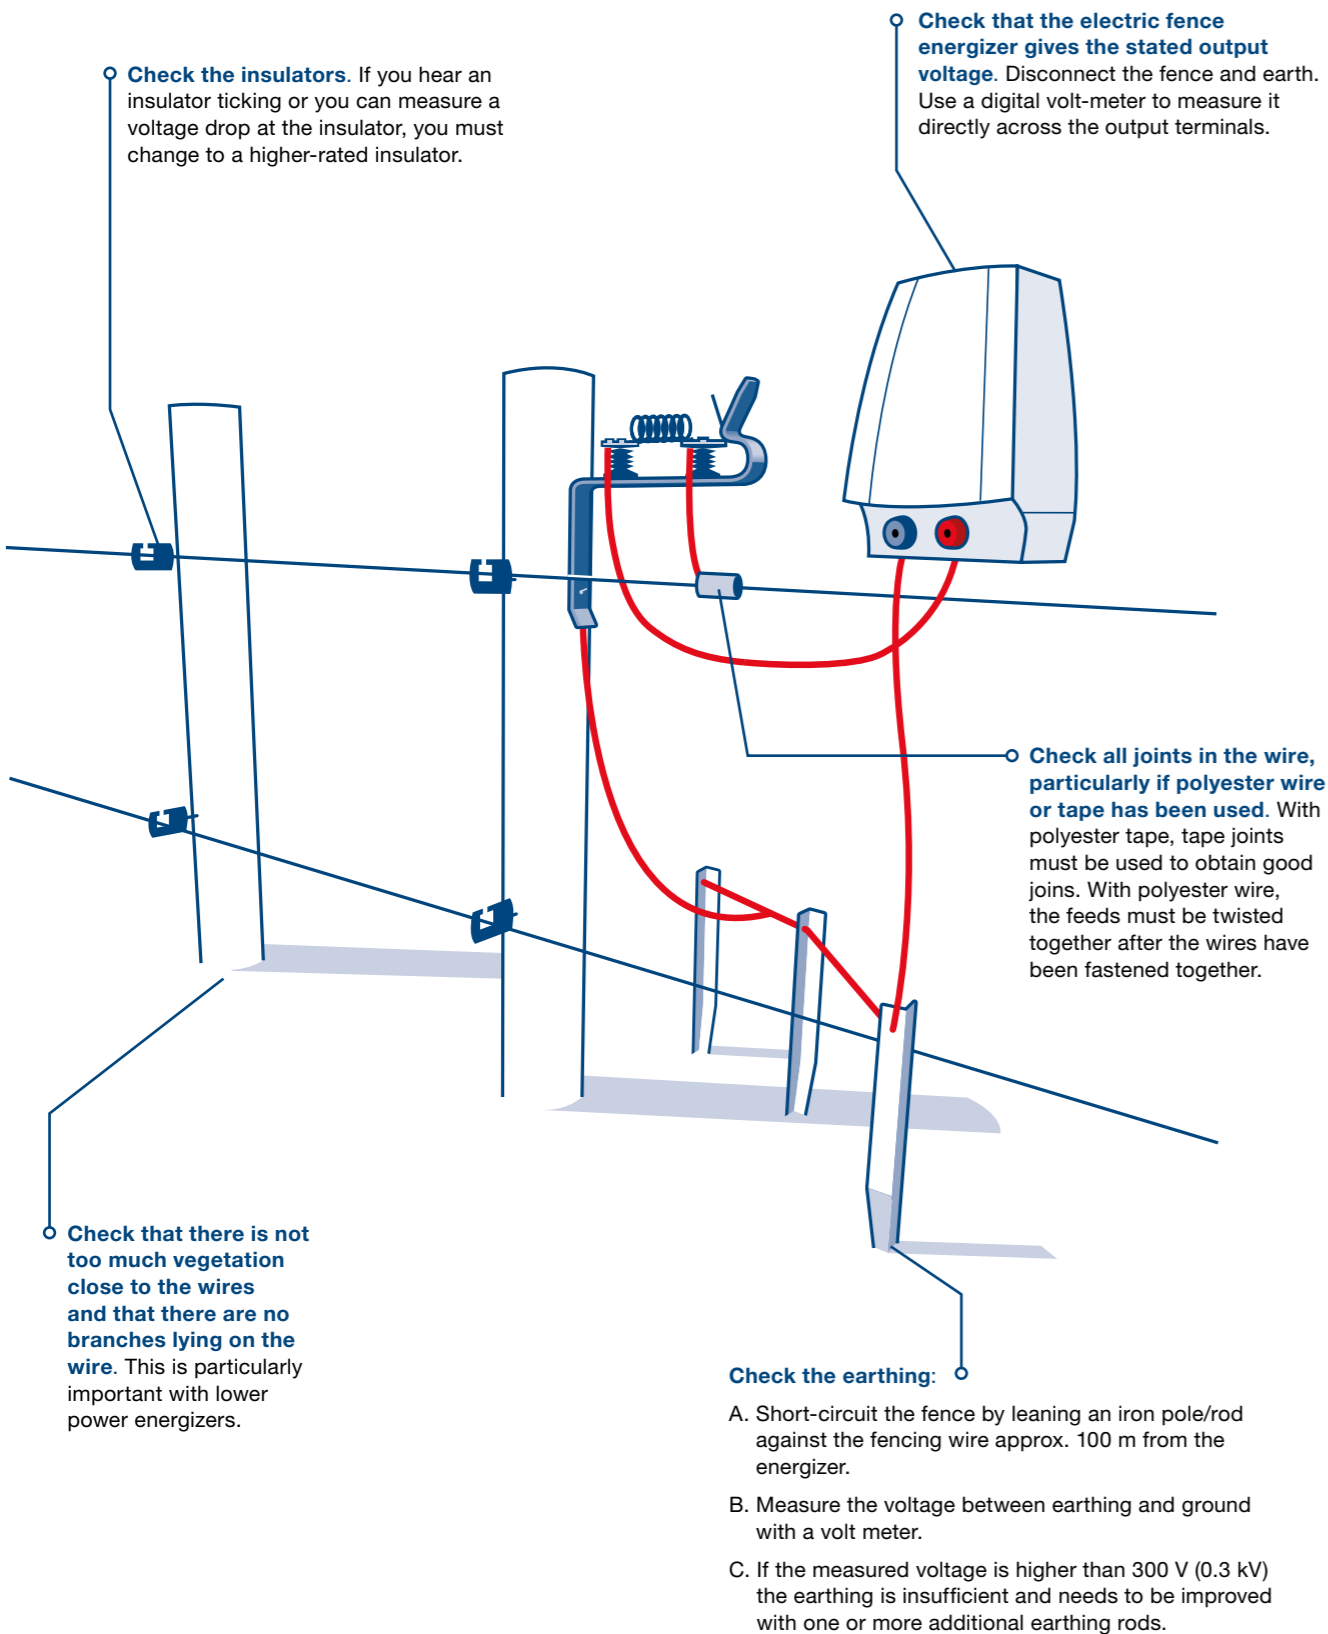 Check that the electric fence
energizer gives the stated output
voltage. Disconnect the fence and earth.
Use a digital volt-meter to measure it
directly across the output terminals.
Check the insulators. If you hear an
insulator ticking or you can measure a
voltage drop at the insulator, you must
change to a higher-rated insulator.
Check all joints in the wire,
particularly if polyester wire
or tape has been used. With
polyester tape, tape joints
must be used to obtain good
joins. With polyester wire,
the feeds must be twisted
together after the wires have
been fastened together.
Check that there is not
too much vegetation
close to the wires
and that there are no
branches lying on the
wire. This is particularly
important with lower
power energizers.
Check the earthing:
A. Short-circuit the fence by leaning an iron pole/rod
against the fencing wire approx. 100 m from the
energizer.
B. Measure the voltage between earthing and ground
with a volt meter.
C. If the measured voltage is higher than 300 V (0.3 kV)
the earthing is insufficient and needs to be improved
with one or more additional earthing rods.